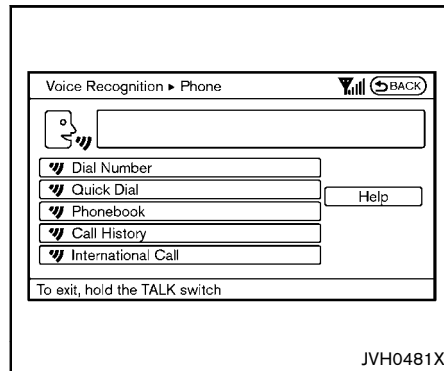 Voice Recognition ▸ Phone BACK
Dial Number
Quick Dial
Help
Phonebook
Call History
International Call
To exit, hold the TALK switch
JVH0481X